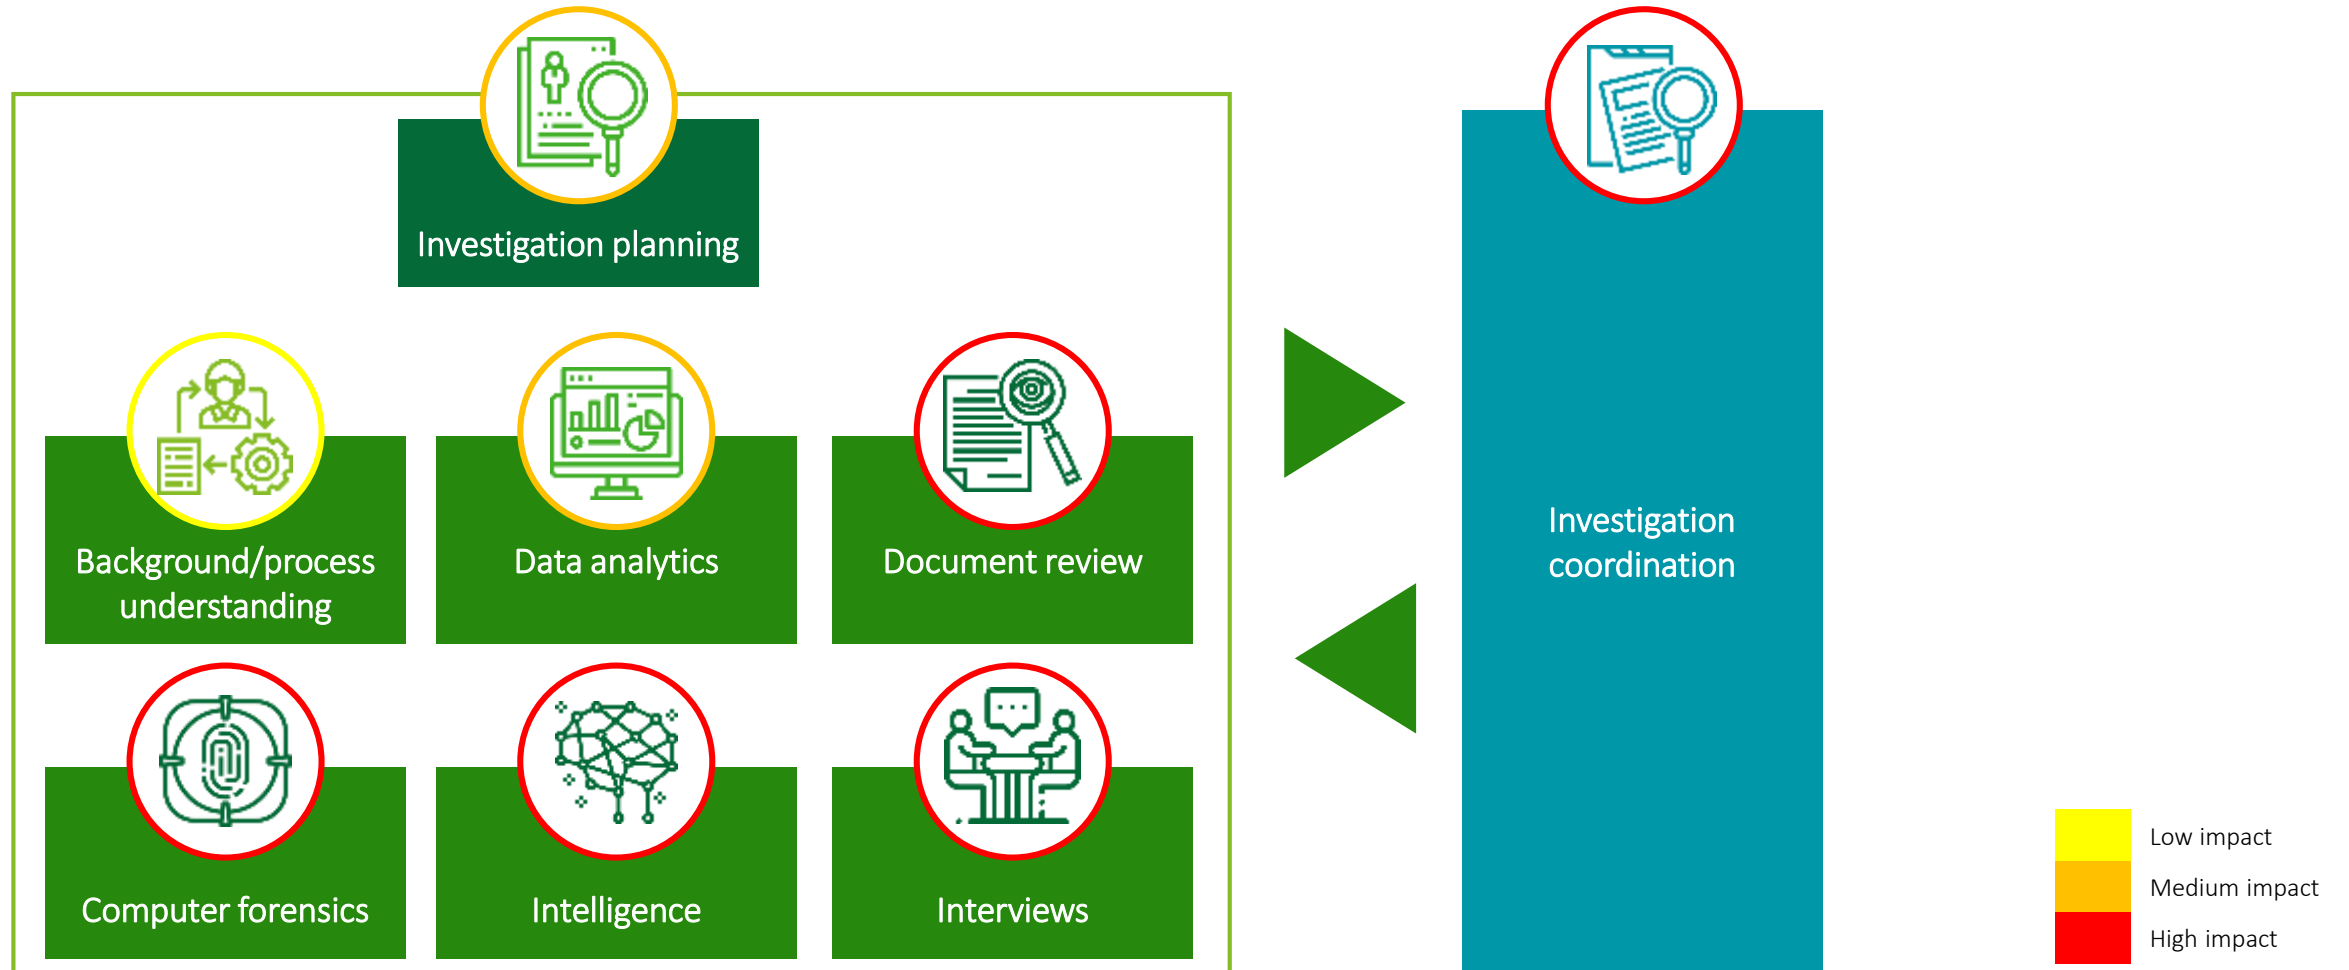 Investigation planning
Background/process
understanding
Data analytics
Document review
Computer forensics
Intelligence
Interviews
Investigation
coordination
Low impact
Medium impact
High impact